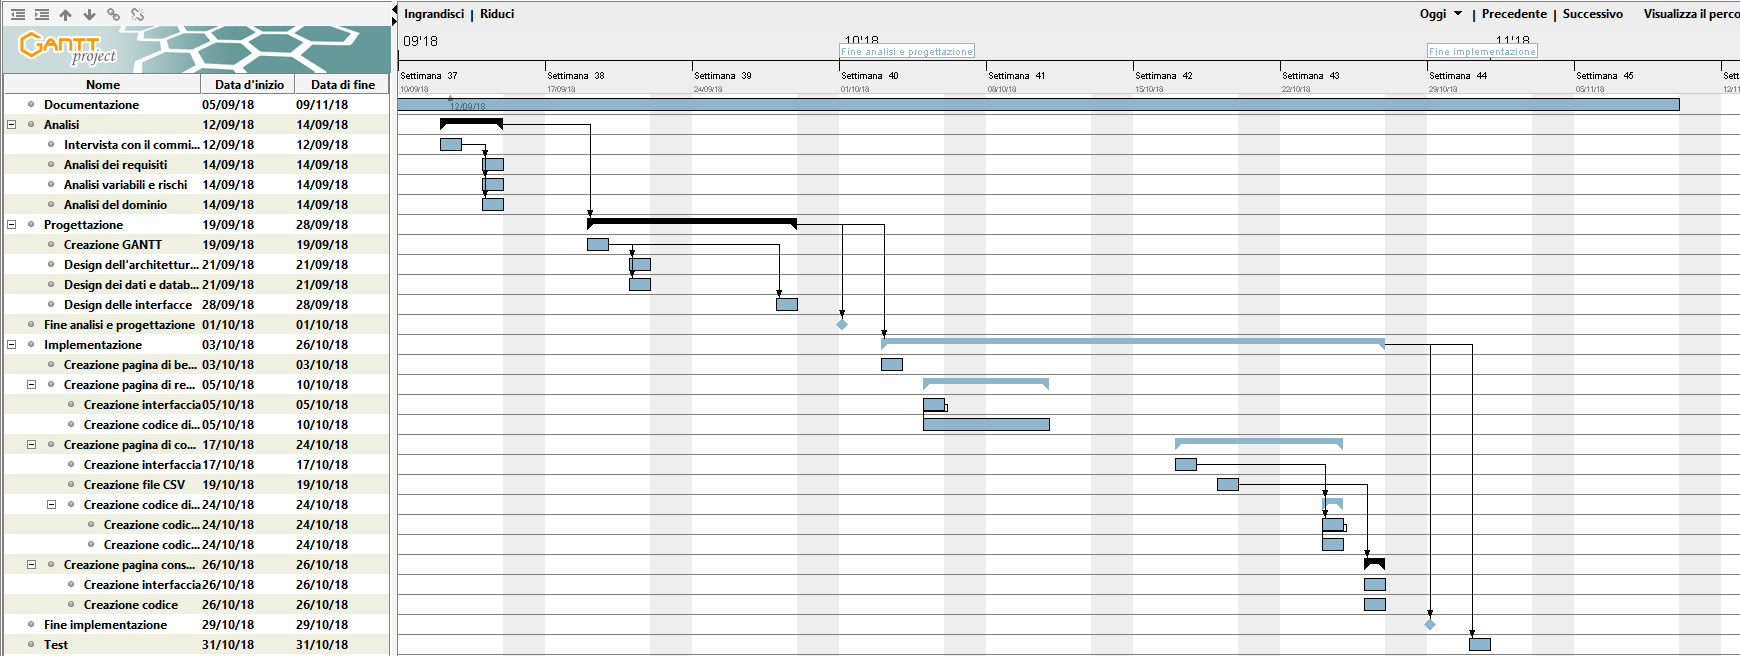 Ingrandisci | Riduci
Oggi | Precedente | Successivo Visualizza il perco
GANTT
project
09'18
10'18
11'18
Fine analisi e progettazione
Fine implementazione
Nome Data d'inizio Data di fine
Settimana 37 Settimana 38 Settimana 39 Settimana 40 Settimana 41 Settimana 42 Settimana 43 Settimana 44 Settimana 45 Sett
10/09/18 17/09/18 24/09/18 01/10/18 08/10/18 15/10/18 22/10/18 29/10/18 05/11/18 12/11
Documentazione 05/09/18 09/11/18
12/09/18
Analisi 12/09/18 14/09/18
Intervista con il commi... 12/09/18 12/09/18
Analisi dei requisiti 14/09/18 14/09/18
Analisi variabili e rischi 14/09/18 14/09/18
Analisi del dominio 14/09/18 14/09/18
Progettazione 19/09/18 28/09/18
Creazione GANTT 19/09/18 19/09/18
Design dell'architettur... 21/09/18 21/09/18
Design dei dati e datab... 21/09/18 21/09/18
Design delle interfacce 28/09/18 28/09/18
Fine analisi e progettazione 01/10/18 01/10/18
Implementazione 03/10/18 26/10/18
Creazione pagina di be... 03/10/18 03/10/18
Creazione pagina di re... 05/10/18 10/10/18
Creazione interfaccia 05/10/18 05/10/18
Creazione codice di... 05/10/18 10/10/18
Creazione pagina di co... 17/10/18 24/10/18
Creazione interfaccia 17/10/18 17/10/18
Creazione file CSV 19/10/18 19/10/18
Creazione codice di... 24/10/18 24/10/18
Creazione codic... 24/10/18 24/10/18
Creazione codic... 24/10/18 24/10/18
Creazione pagina cons... 26/10/18 26/10/18
Creazione interfaccia 26/10/18 26/10/18
Creazione codice 26/10/18 26/10/18
Fine implementazione 29/10/18 29/10/18
Test 31/10/18 31/10/18